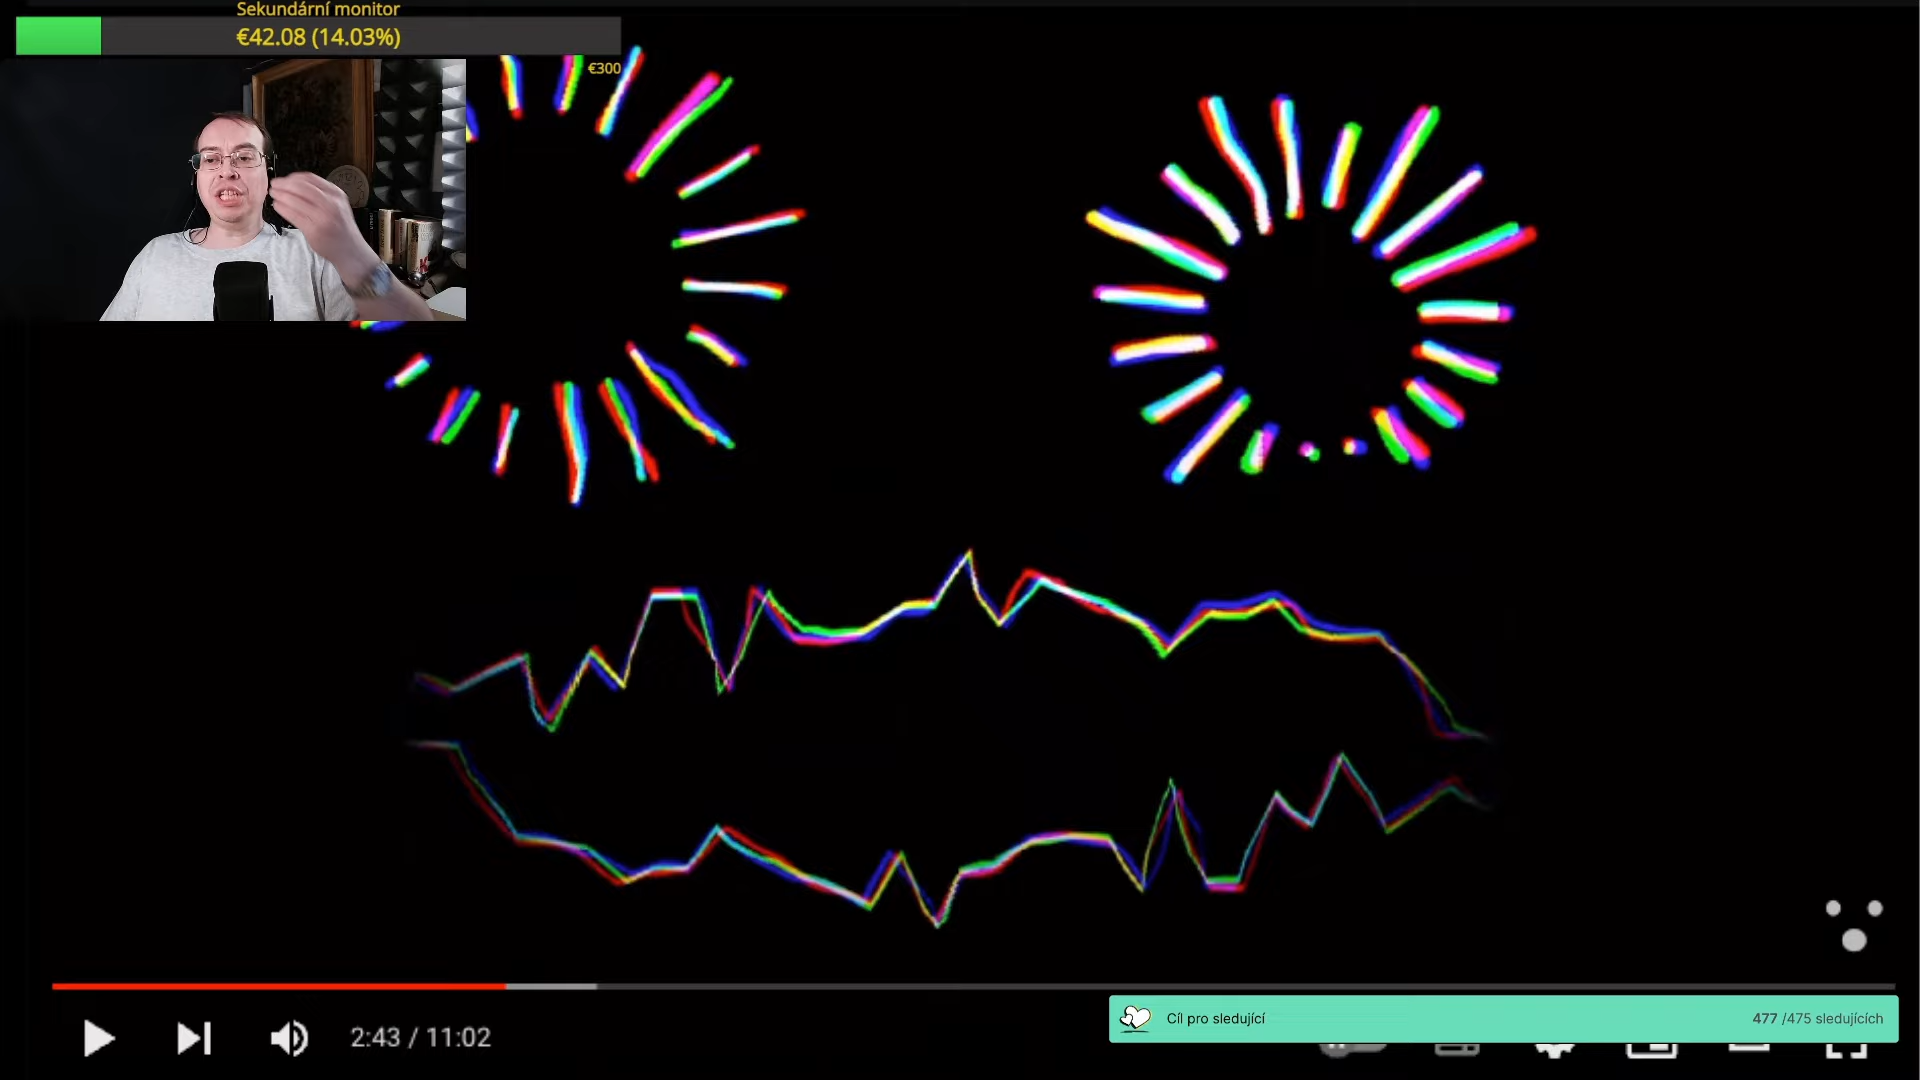 Sekundární monitor
€42.08 (14.03%)
€300
2:43 / 11:02
Cíl pro sledující
477 /475 sledujících